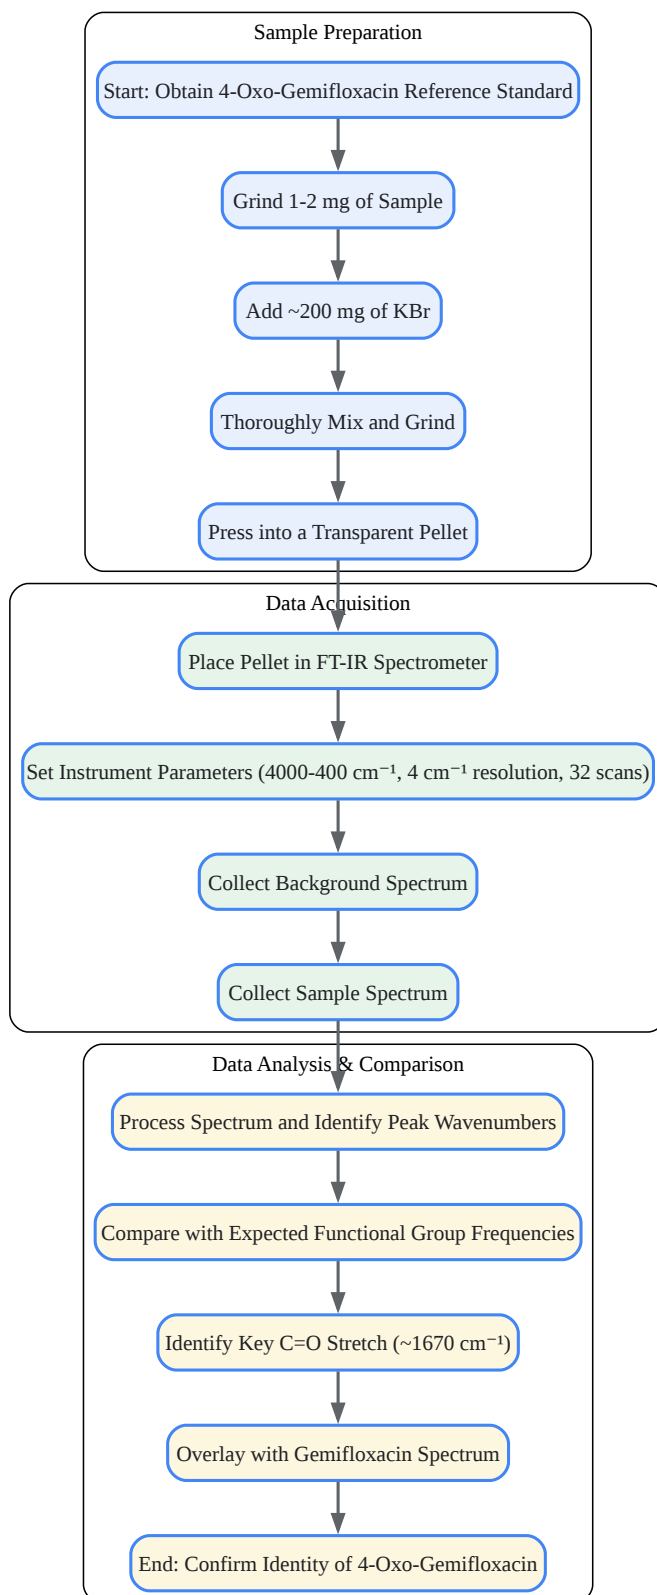 Sample Preparation
Start: Obtain 4-Oxo-Gemifloxacin Reference Standard
Grind 1-2 mg of Sample
Add ~200 mg of KBr
Thoroughly Mix and Grind
Press into a Transparent Pellet
Data Acquisition
Place Pellet in FT-IR Spectrometer
Set Instrument Parameters (4000-400 cm⁻¹, 4 cm⁻¹ resolution, 32 scans)
Collect Background Spectrum
Collect Sample Spectrum
Data Analysis & Comparison
Process Spectrum and Identify Peak Wavenumbers
Compare with Expected Functional Group Frequencies
Identify Key C=O Stretch (~1670 cm⁻¹)
Overlay with Gemifloxacin Spectrum
End: Confirm Identity of 4-Oxo-Gemifloxacin